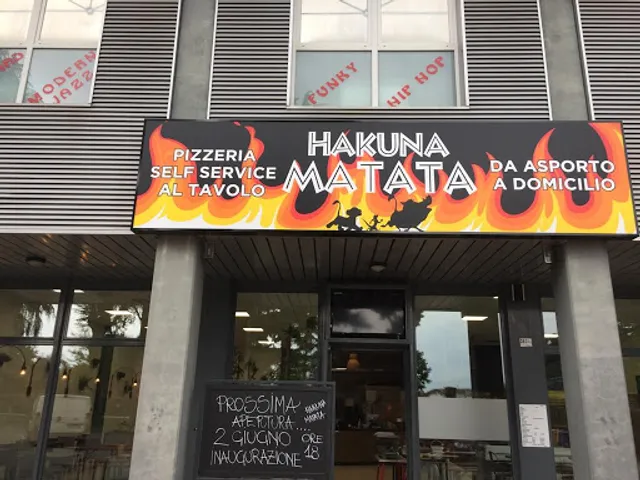 MODERN
JAZZ
FUNKY
HIP HOP
PIZZERIA
SELF SERVICE
AL TAVOLO
HAKUNA
MATATA
DA ASPORTO
A DOMICILIO
PROSSIMA
APERTURA....
2 GIUGNO
INAUGURAZIONE
HAKUNA
MATATA
ORE
18